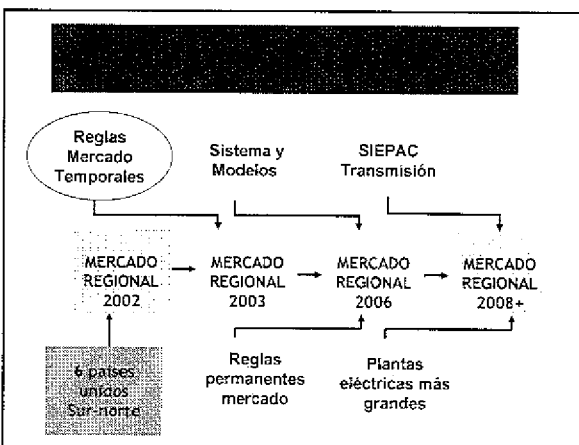 Reglas
Mercado
Temporales
Sistema y
Modelos
SIEPAC
Transmisión
MERCADO
REGIONAL
2002
MERCADO
REGIONAL
2003
MERCADO
REGIONAL
2006
MERCADO
REGIONAL
2008+
6 países
unidos
Sur-norte
Reglas
permanentes
mercado
Plantas
eléctricas más
grandes